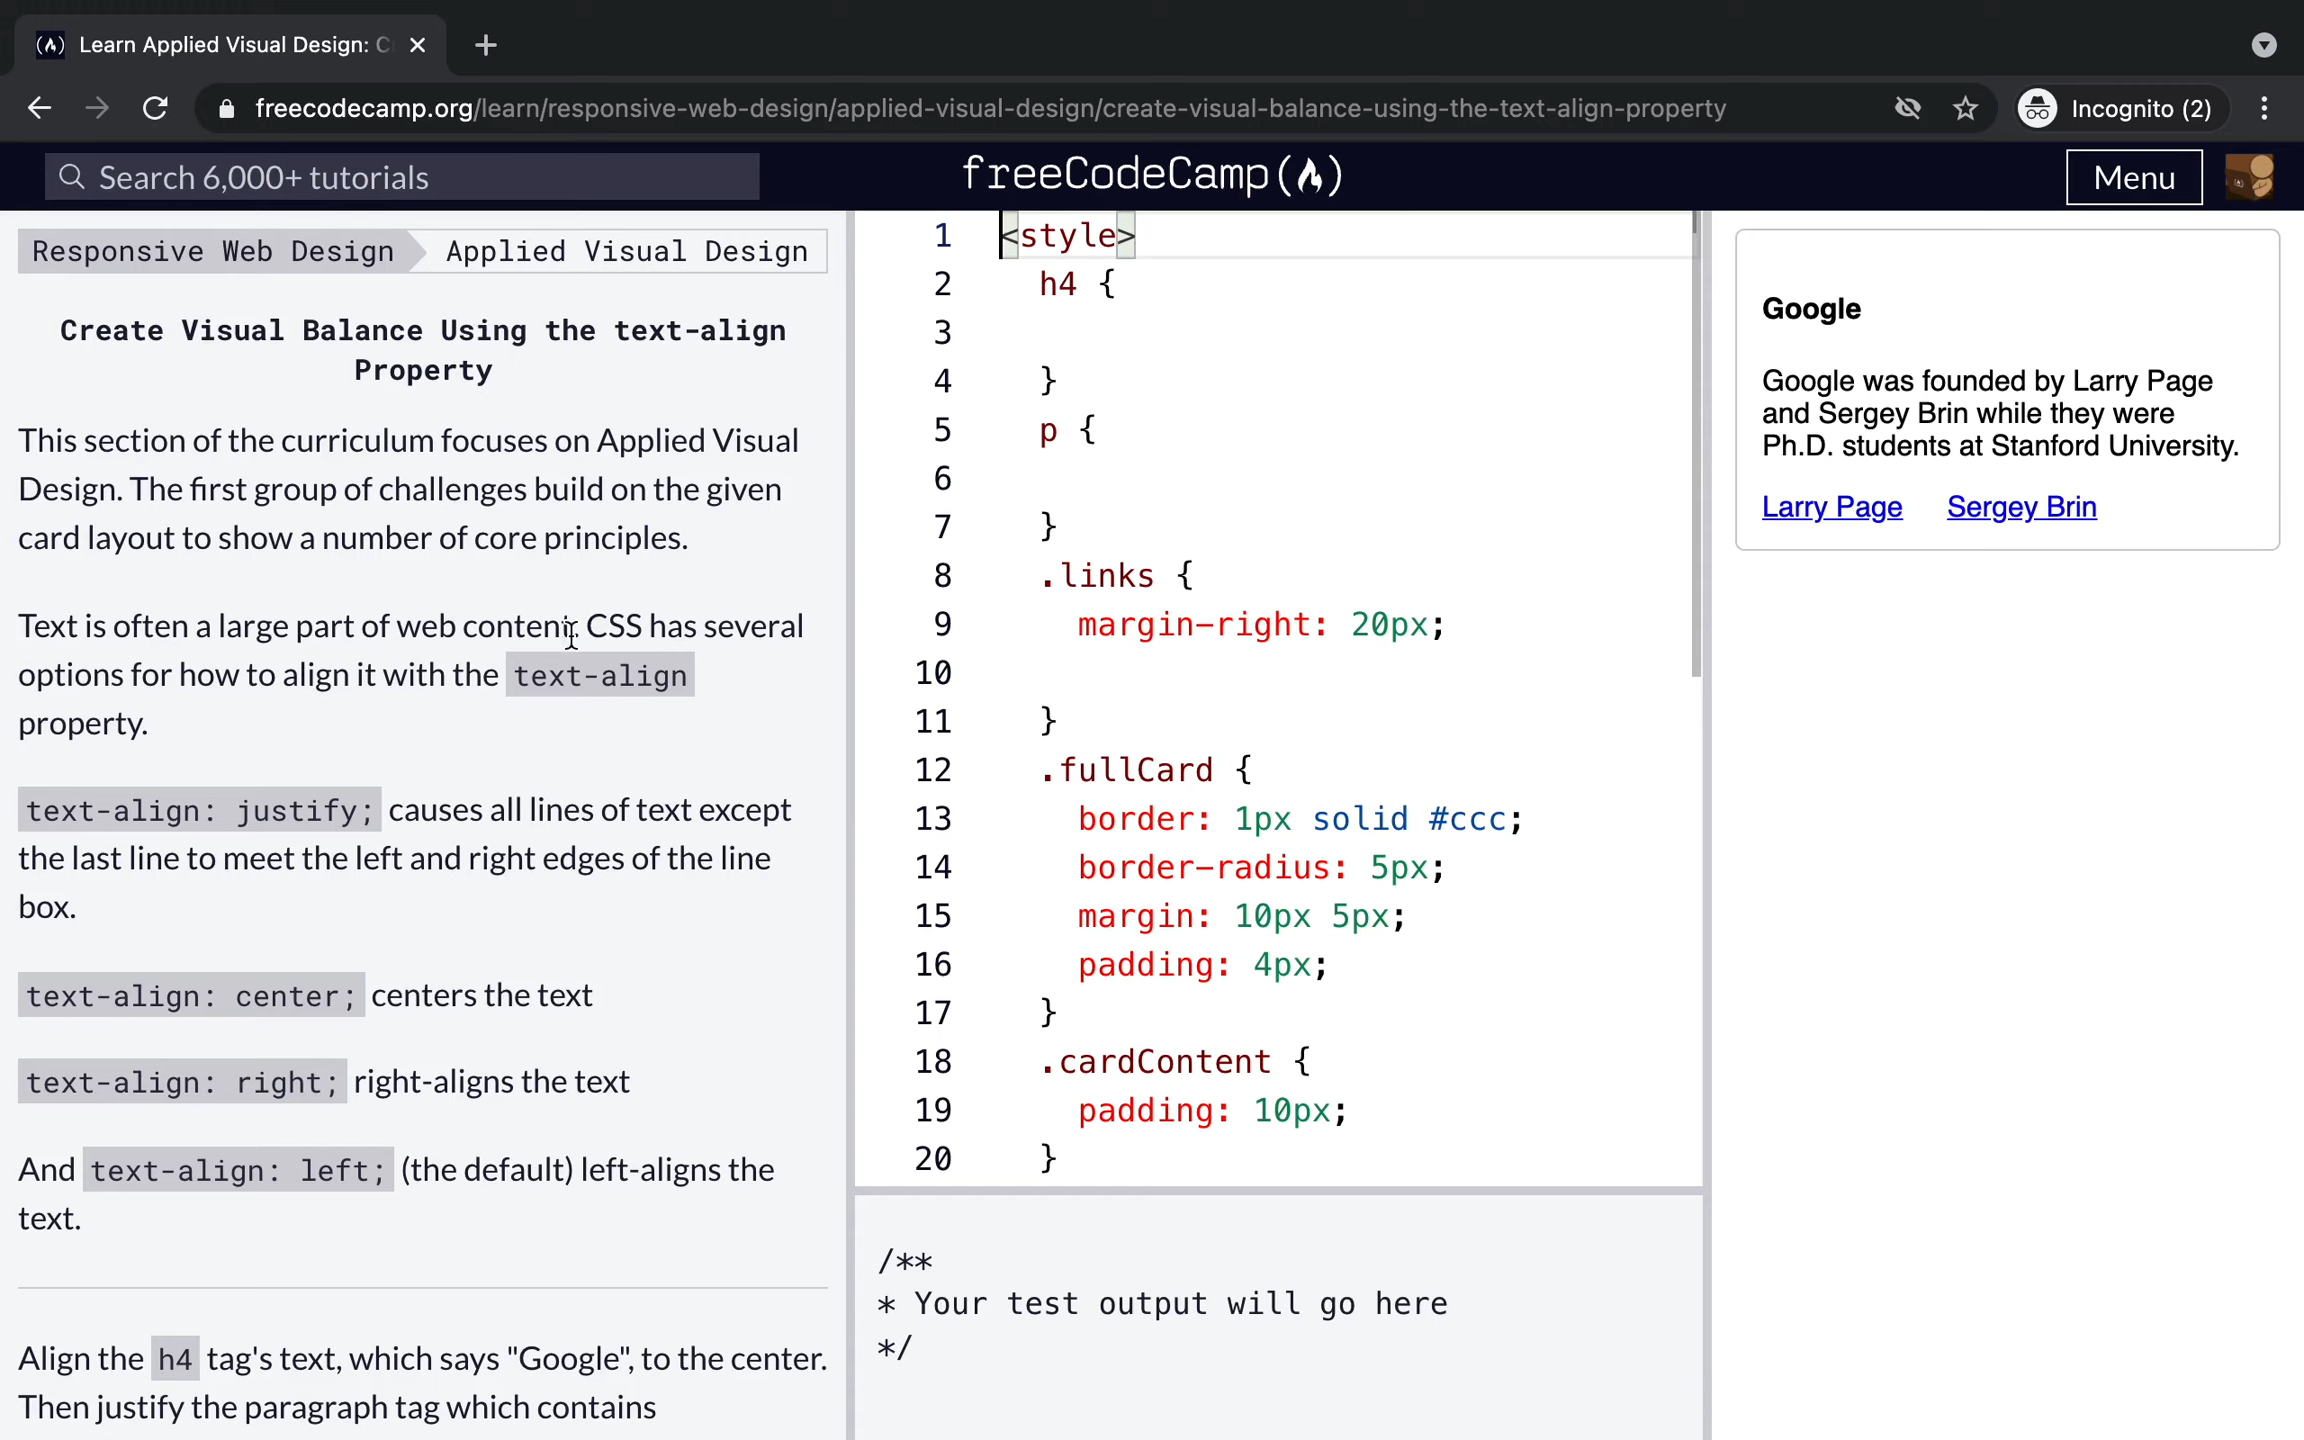 Learn Applied Visual Design: C
freecodecamp.org/learn/responsive-web-design/applied-visual-design/create-visual-balance-using-the-text-align-property
Incognito (2)
Search 6,000+ tutorials
freeCodeCamp
Menu
Responsive Web Design
Applied Visual Design
Create Visual Balance Using the text-align
Property
This section of the curriculum focuses on Applied Visual
Design. The first group of challenges build on the given
card layout to show a number of core principles.
Text is often a large part of web content. CSS has several
options for how to align it with the text-align
property.
text-align: justify; causes all lines of text except
the last line to meet the left and right edges of the line
box.
text-align: center; centers the text
text-align: right; right-aligns the text
And text-align: left; (the default) left-aligns the
text.
Align the h4 tag's text, which says "Google", to the center.
Then justify the paragraph tag which contains
1 <style>
2 h4 {
3
4 }
5 p {
6
7 }
8 .links {
9 margin-right: 20px;
10
11 }
12 .fullCard {
13 border: 1px solid #ccc;
14 border-radius: 5px;
15 margin: 10px 5px;
16 padding: 4px;
17 }
18 .cardContent {
19 padding: 10px;
20 }
/**
* Your test output will go here
*/
Google
Google was founded by Larry Page
and Sergey Brin while they were
Ph.D. students at Stanford University.
Larry Page Sergey Brin